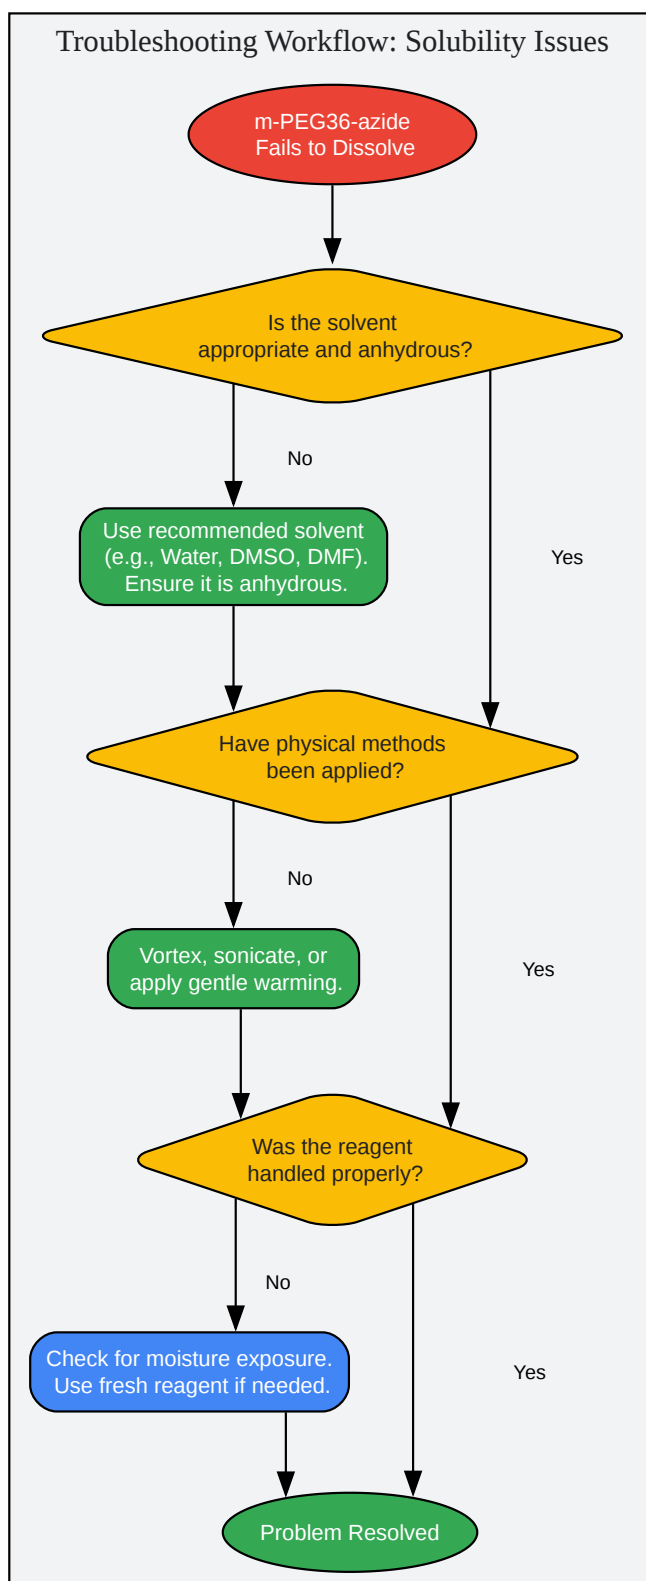 Troubleshooting Workflow: Solubility Issues
m-PEG36-azide
Fails to Dissolve
Is the solvent
appropriate and anhydrous?
No
Use recommended solvent
(e.g., Water, DMSO, DMF).
Ensure it is anhydrous.
Yes
Have physical methods
been applied?
No
Vortex, sonicate, or
apply gentle warming.
Yes
Was the reagent
handled properly?
No
Check for moisture exposure.
Use fresh reagent if needed.
Yes
Problem Resolved